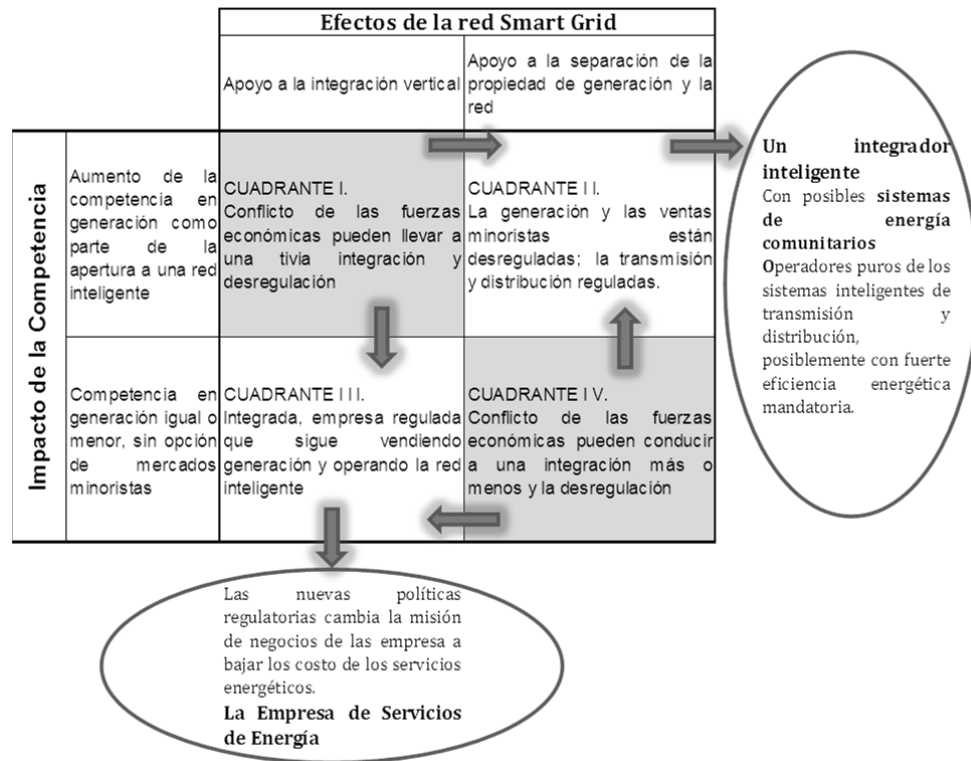 Efectos de la red Smart Grid
Apoyo a la integración vertical
Apoyo a la separación de la
propiedad de generación y la
red
Impacto de la Competencia
Aumento de la
competencia en
generación como
parte de la
apertura a una red
inteligente
CUADRANTE I.
Conflicto de las fuerzas
económicas pueden llevar a
una tivia integración y
desregulación
CUADRANTE I I.
La generación y las ventas
minoristas están
desreguladas; la transmisión
y distribución reguladas.
Competencia en
generación igual o
menor, sin opción
de mercados
minoristas
CUADRANTE I I I.
Integrada, empresa regulada
que sigue vendiendo
generación y operando la red
inteligente
CUADRANTE I V.
Conflicto de las fuerzas
económicas pueden conducir
a una integración más o
menos y la desregulación
Un integrador
inteligente
Con posibles sistemas
de energía
comunitarios
Operadores puros de los
sistemas inteligentes de
transmisión y
distribución,
posiblemente con fuerte
eficiencia energética
mandatoria.
Las nuevas políticas
regulatorias cambia la misión
de negocios de las empresa a
bajar los costo de los servicios
energéticos.
La Empresa de Servicios
de Energía